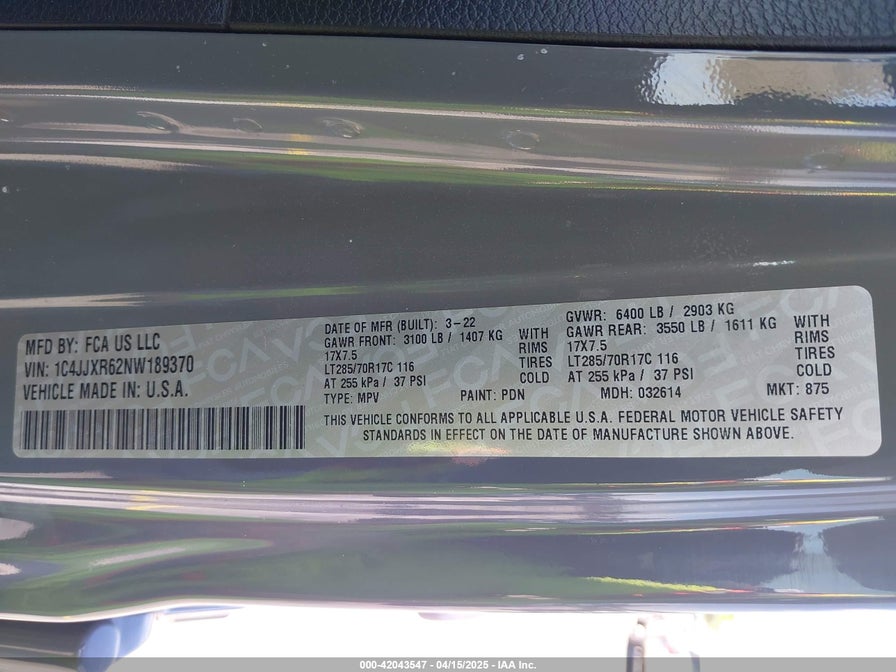 MFD BY: FCA US LLC
VIN: 1C4JJXR62NW189370
VEHICLE MADE IN: U.S.A.
DATE OF MFR (BUILT): 3-22
GAWR FRONT: 3100 LB / 1407 KG WITH
17X7.5 RIMS
LT285/70R17C 116 TIRES
AT 255 kPa / 37 PSI COLD
TYPE: MPV PAINT: PDN
GVWR: 6400 LB / 2903 KG
GAWR REAR: 3550 LB / 1611 KG WITH
17X7.5 RIMS
LT285/70R17C 116 TIRES
AT 255 kPa / 37 PSI COLD
MDH: 032614 MKT: 875
THIS VEHICLE CONFORMS TO ALL APPLICABLE U.S.A. FEDERAL MOTOR VEHICLE SAFETY
STANDARDS IN EFFECT ON THE DATE OF MANUFACTURE SHOWN ABOVE.
000-42043547 - 04/15/2025 - IAA Inc.